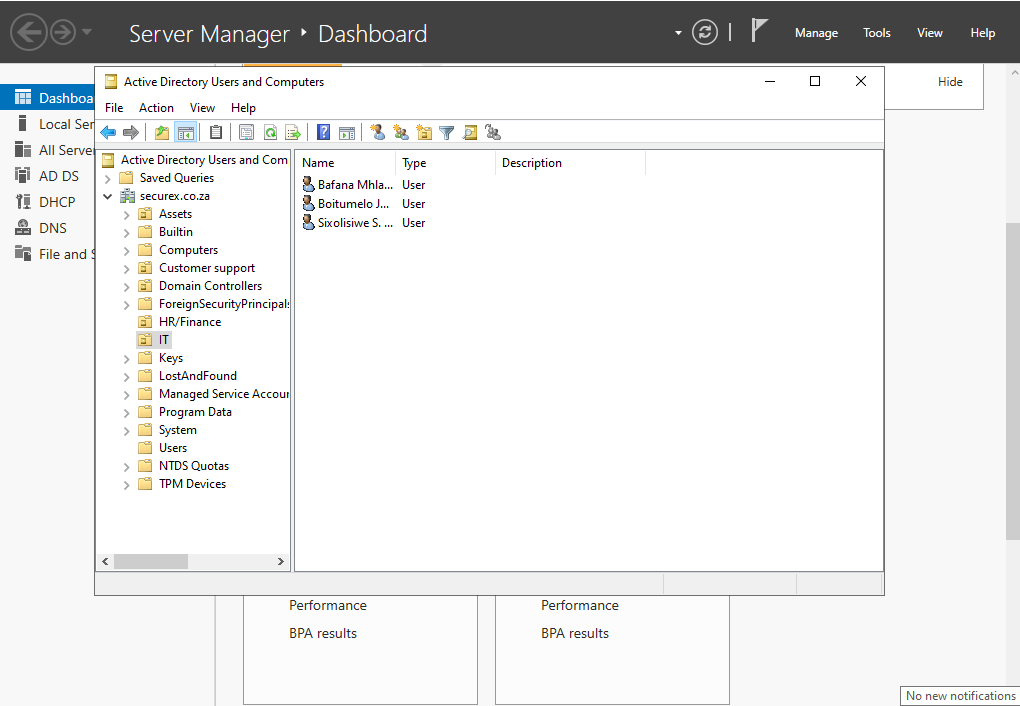 Server Manager ‣ Dashboard
Manage Tools View Help
Hide
Dashboa
Local Ser
All Server
AD DS
DHCP
DNS
File and S
Active Directory Users and Computers
File Action View Help
Active Directory Users and Com
Saved Queries
securex.co.za
Assets
Builtin
Computers
Customer support
Domain Controllers
ForeignSecurityPrincipals
HR/Finance
IT
Keys
LostAndFound
Managed Service Accour
Program Data
System
Users
NTDS Quotas
TPM Devices
Name Type Description
Bafana Mhla... User
Boitumelo J... User
Sixolisiwe S. ... User
Performance Performance
BPA results BPA results
No new notifications